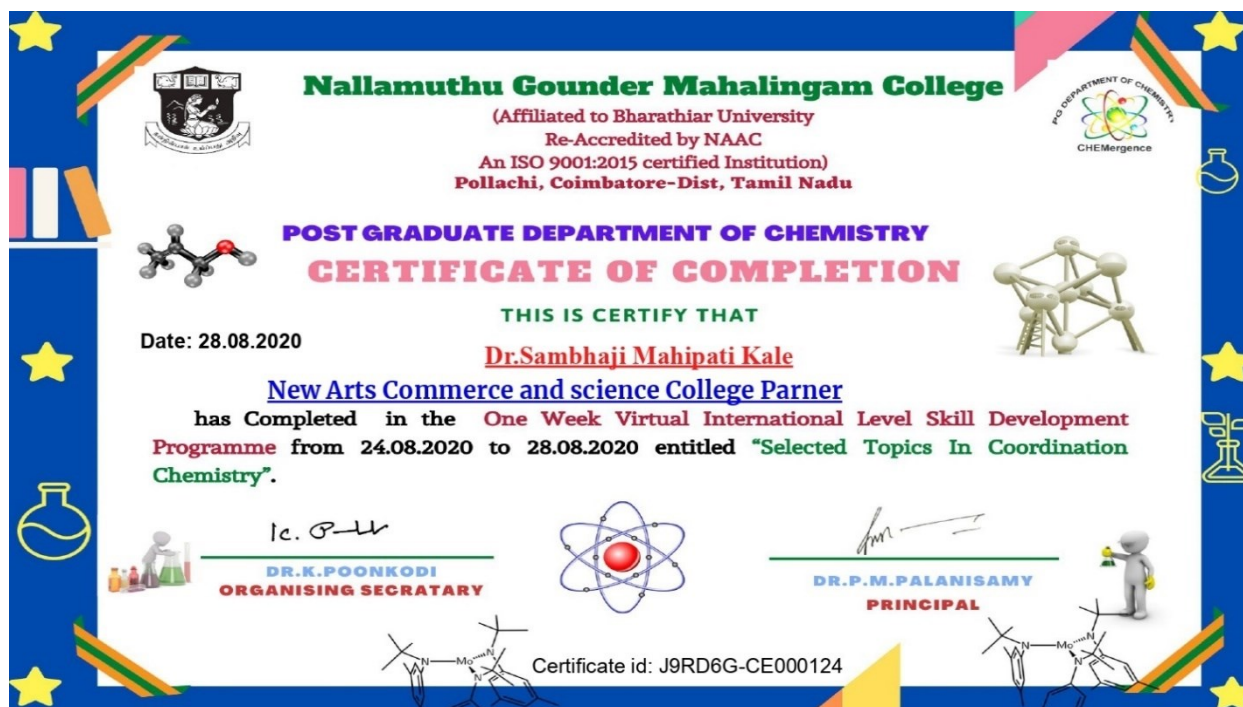 Nallamuthu Gounder Mahalingam College
(Affiliated to Bharathiar University
Re-Accredited by NAAC
An ISO 9001:2015 certified Institution)
Pollachi, Coimbatore-Dist, Tamil Nadu
PG DEPARTMENT OF CHEMISTRY
CHEMergence
POST GRADUATE DEPARTMENT OF CHEMISTRY
CERTIFICATE OF COMPLETION
THIS IS CERTIFY THAT
Date: 28.08.2020
Dr.Sambhaji Mahipati Kale
New Arts Commerce and science College Parner
has Completed in the One Week Virtual International Level Skill Development
Programme from 24.08.2020 to 28.08.2020 entitled “Selected Topics In Coordination
Chemistry”.
DR.K.POONKODI
ORGANISING SECRATARY
DR.P.M.PALANISAMY
PRINCIPAL
N
Mo
N
N
N
Mo
N
N
Certificate id: J9RD6G-CE000124